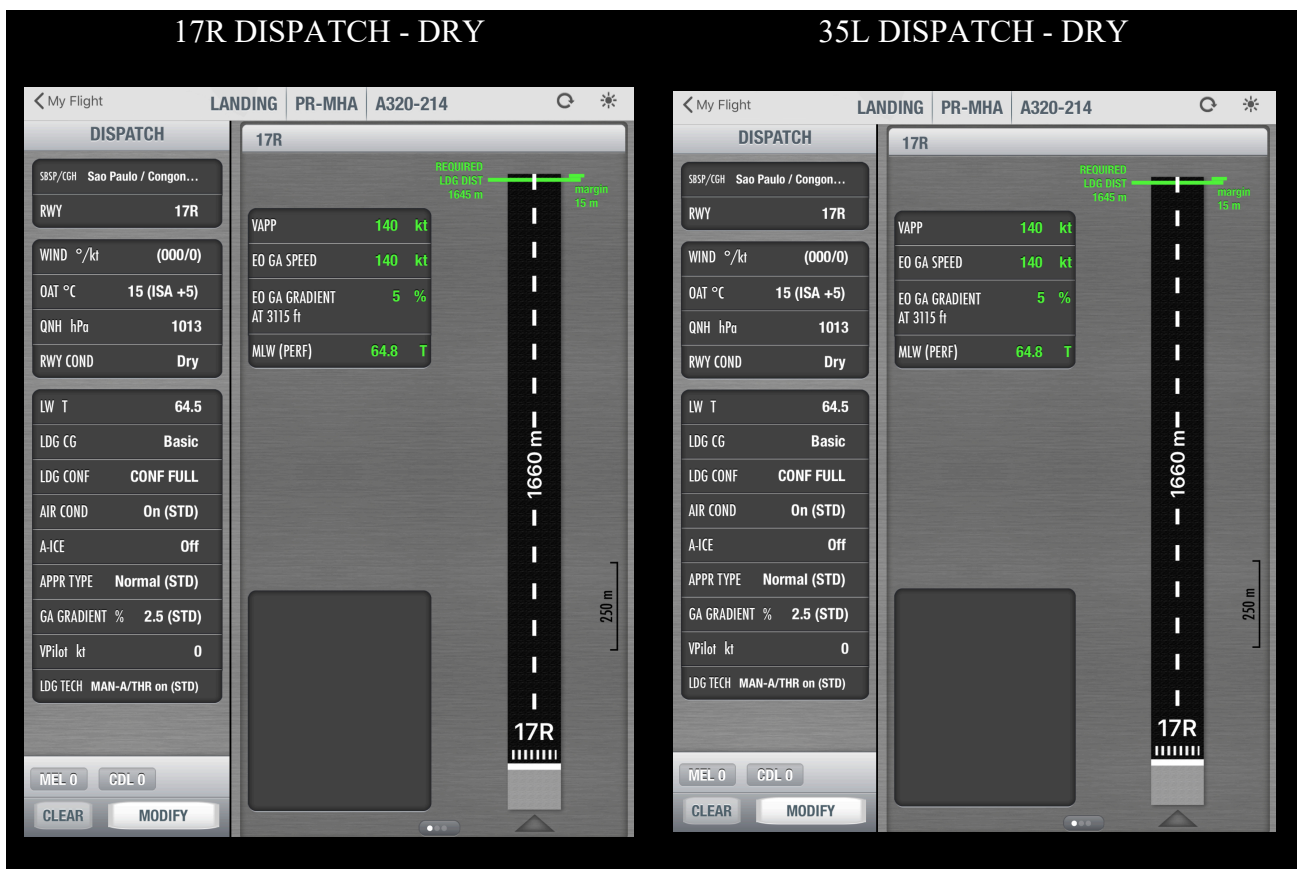 17R DISPATCH - DRY
My Flight
LANDING PR-MHA A320-214
DISPATCH
17R
SBSP/CGH Sao Paulo / Congon...
RWY 17R
WIND °/kt (000/0)
OAT °C 15 (ISA +5)
QNH hPa 1013
RWY COND Dry
LW T 64.5
LDG CG Basic
LDG CONF CONF FULL
AIR COND On (STD)
A-ICE Off
APPR TYPE Normal (STD)
GA GRADIENT % 2.5 (STD)
VPilot kt 0
LDG TECH MAN-A/THR on (STD)
MEL 0 CDL 0
CLEAR MODIFY
VAPP 140 kt
EO GA SPEED 140 kt
EO GA GRADIENT 5 %
AT 3115 ft
MLW (PERF) 64.8 T
REQUIRED
LDG DIST
1645 m
margin
15 m
1660 m
250 m
17R
35L DISPATCH - DRY
My Flight
LANDING PR-MHA A320-214
DISPATCH
17R
SBSP/CGH Sao Paulo / Congon...
RWY 17R
WIND °/kt (000/0)
OAT °C 15 (ISA +5)
QNH hPa 1013
RWY COND Dry
LW T 64.5
LDG CG Basic
LDG CONF CONF FULL
AIR COND On (STD)
A-ICE Off
APPR TYPE Normal (STD)
GA GRADIENT % 2.5 (STD)
VPilot kt 0
LDG TECH MAN-A/THR on (STD)
MEL 0 CDL 0
CLEAR MODIFY
VAPP 140 kt
EO GA SPEED 140 kt
EO GA GRADIENT 5 %
AT 3115 ft
MLW (PERF) 64.8 T
REQUIRED
LDG DIST
1645 m
margin
15 m
1660 m
250 m
17R